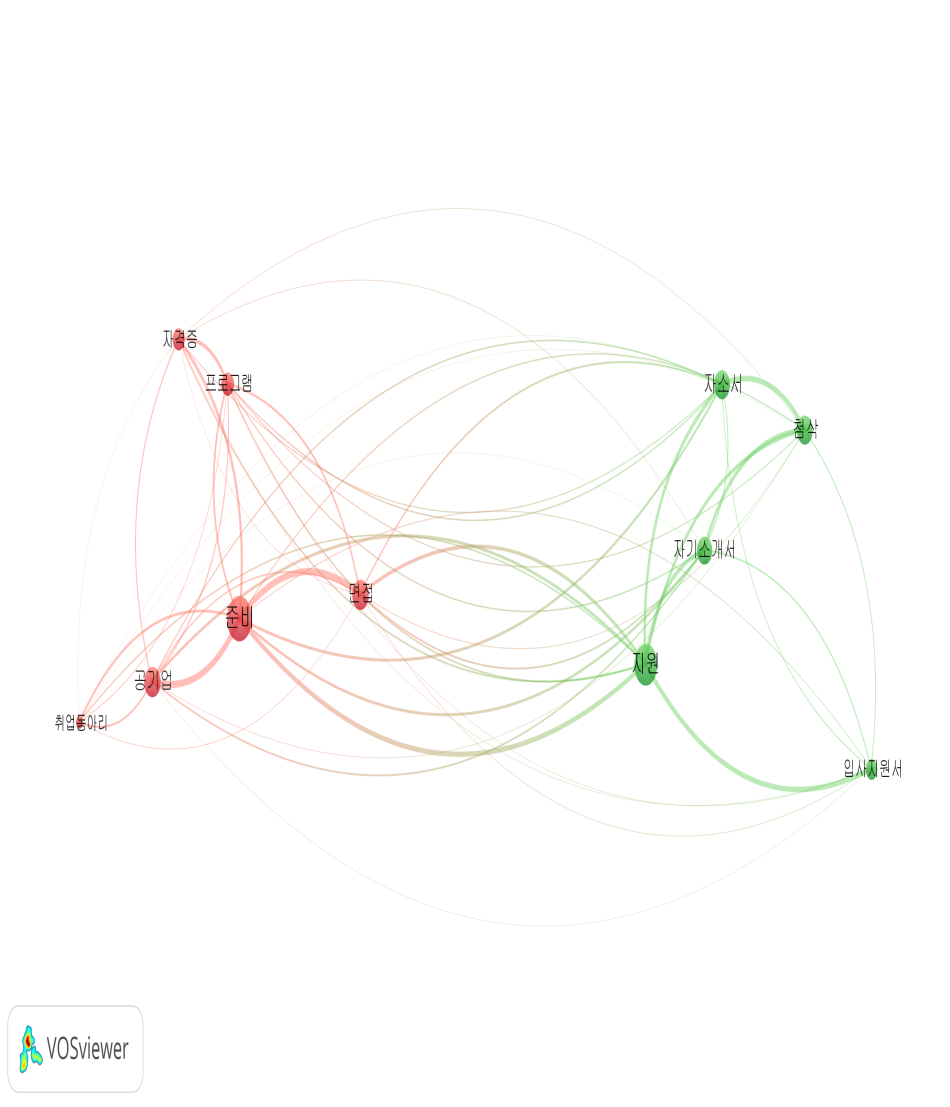 자격증
프로그램
자소서
첨삭
자기소개서
면접
준비
지원
공기업
취업동아리
입사지원서
VOSviewer